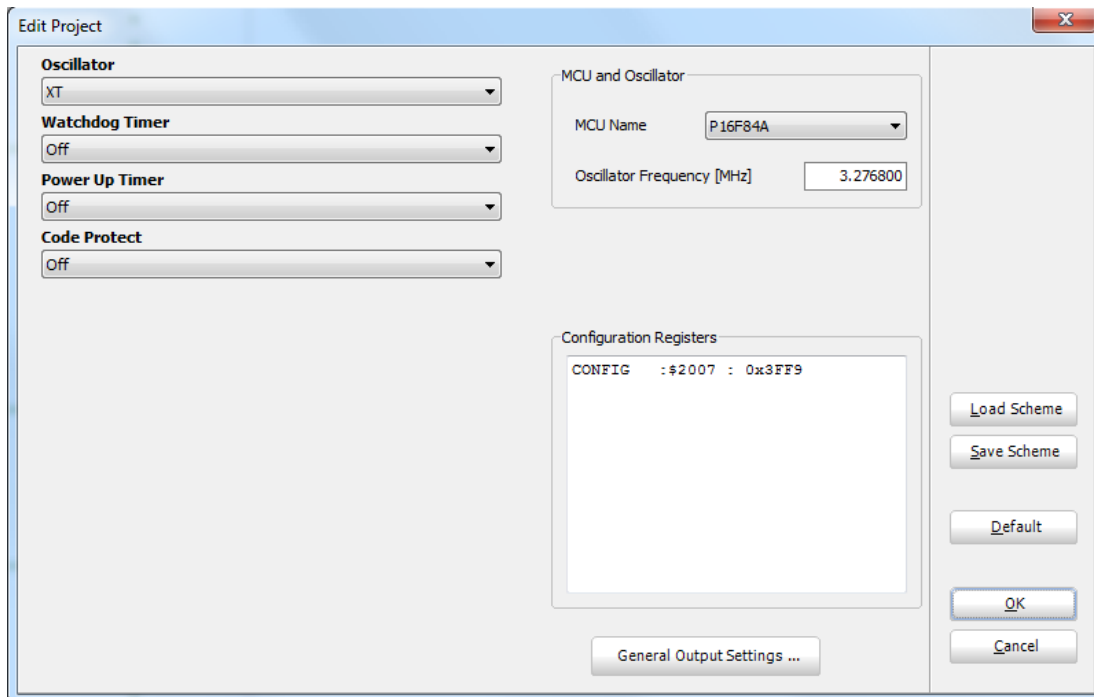 Edit Project
Oscillator
XT
Watchdog Timer
Off
Power Up Timer
Off
Code Protect
Off
MCU and Oscillator
MCU Name P16F84A
Oscillator Frequency [MHz] 3.276800
Configuration Registers
CONFIG :$2007 : 0x3FF9
General Output Settings ...
Load Scheme
Save Scheme
Default
OK
Cancel